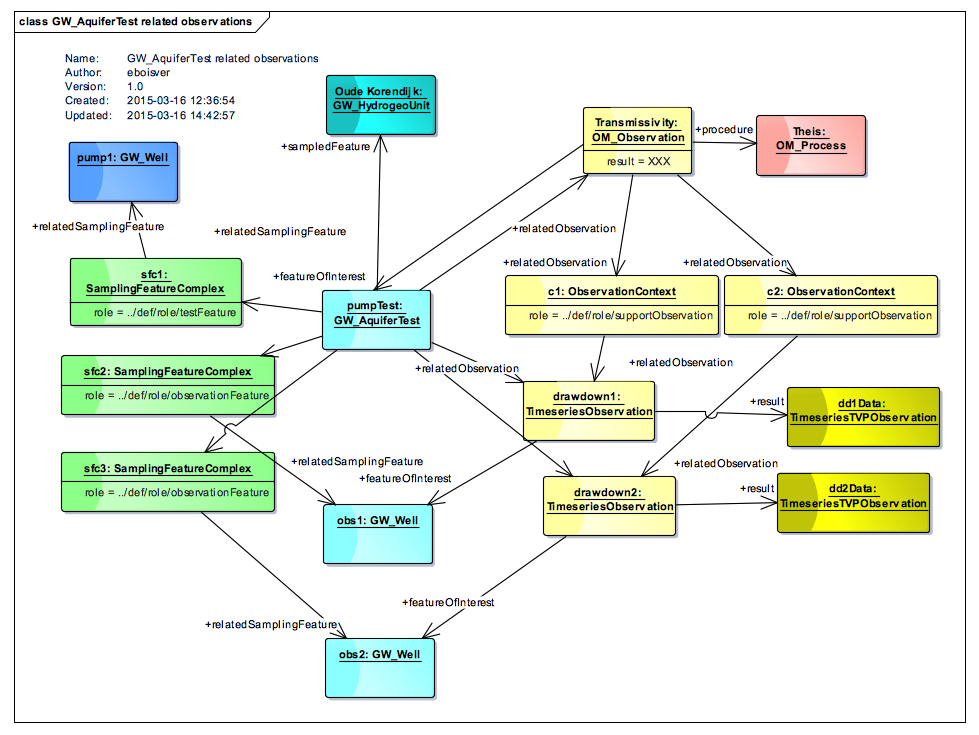 class GW_AquiferTest related observations
Name: GW_AquiferTest related observations
Author: eboisver
Version: 1.0
Created: 2015-03-16 12:36:54
Updated: 2015-03-16 14:42:57
Oude Korendijk:
GW_HydrogeoUnit
Transmissivity:
OM_Observation
result = XXX
+procedure
Theis:
OM_Process
+sampledFeature
pump1: GW_Well
+relatedSamplingFeature
+relatedSamplingFeature
+relatedObservation
+featureOfInterest
+relatedObservation
+relatedObservation
sfc1:
SamplingFeatureComplex
role = ../def/role/testFeature
pumpTest:
GW_AquiferTest
c1: ObservationContext
role = ../def/role/supportObservation
c2: ObservationContext
role = ../def/role/supportObservation
sfc2: SamplingFeatureComplex
role = ../def/role/observationFeature
+relatedObservation
+relatedObservation
drawdown1:
TimeseriesObservation
+result
dd1Data:
TimeseriesTVPObservation
sfc3: SamplingFeatureComplex
role = ../def/role/observationFeature
+relatedSamplingFeature
+featureOfInterest
+relatedObservation
drawdown2:
TimeseriesObservation
+result
dd2Data:
TimeseriesTVPObservation
obs1: GW_Well
+featureOfInterest
+relatedSamplingFeature
obs2: GW_Well